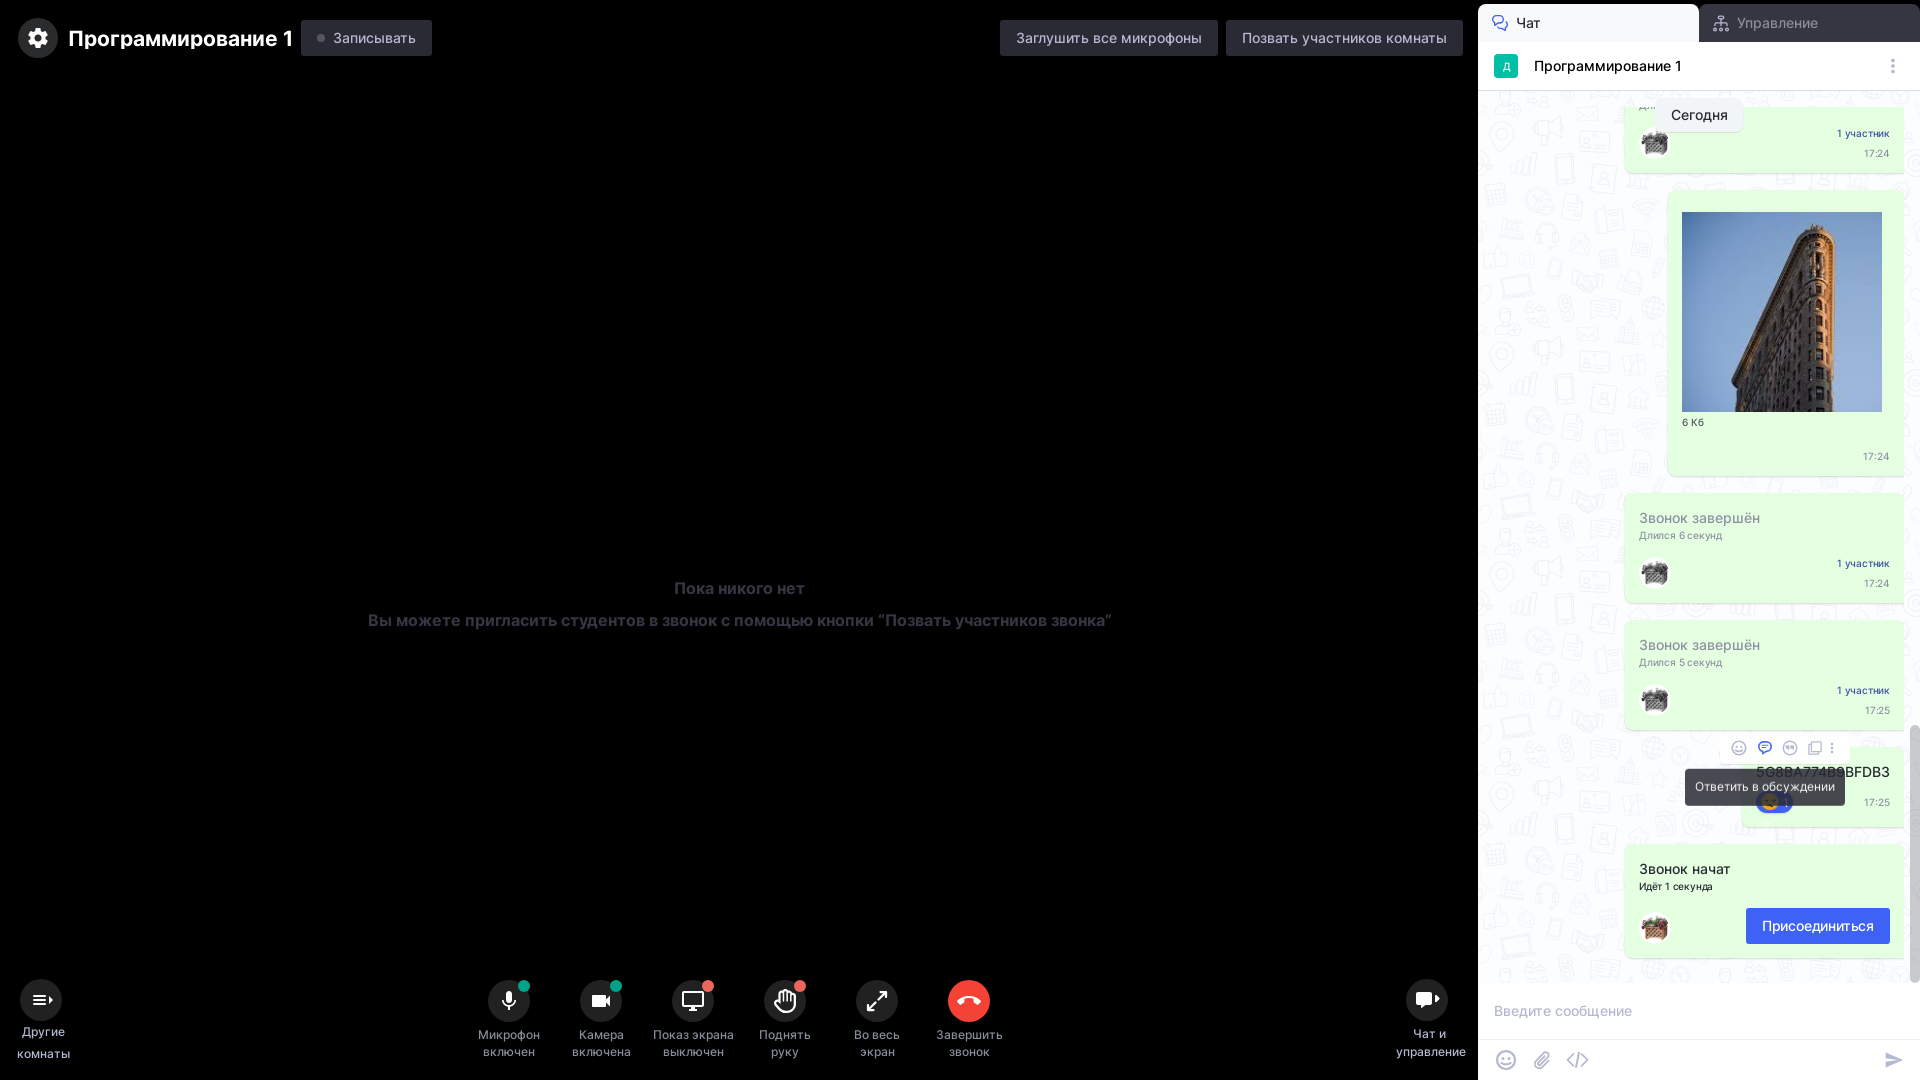 Программирование 1
Записывать
Заглушить все микрофоны
Позвать участников комнаты
Чат
Управление
Д
Программирование 1
Сегодня
1 участник
17:24
6 Кб
17:24
Звонок завершён
Длился 6 секунд
1 участник
17:24
Звонок завершён
Длился 5 секунд
1 участник
17:25
5G8BA774B9BFDB3
Ответить в обсуждении
1
17:25
Звонок начат
Идёт 1 секунда
Присоединиться
Введите сообщение
Пока никого нет
Вы можете пригласить студентов в звонок с помощью кнопки “Позвать участников звонка”
Другие
комнаты
Микрофон
включен
Камера
включена
Показ экрана
выключен
Поднять
руку
Во весь
экран
Завершить
звонок
Чат и
управление